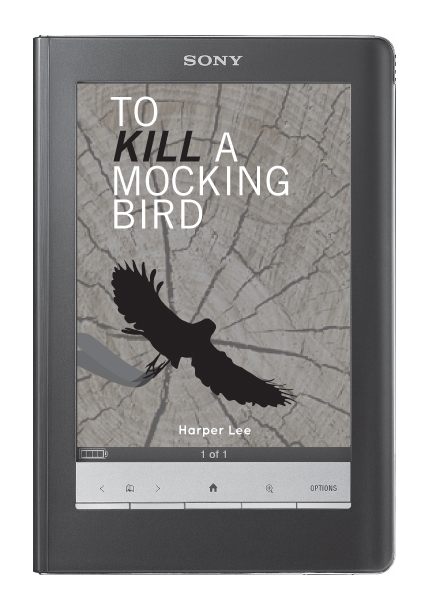 SONY
TO
KILL A
MOCKING
BIRD
Harper Lee
1 of 1
OPTIONS